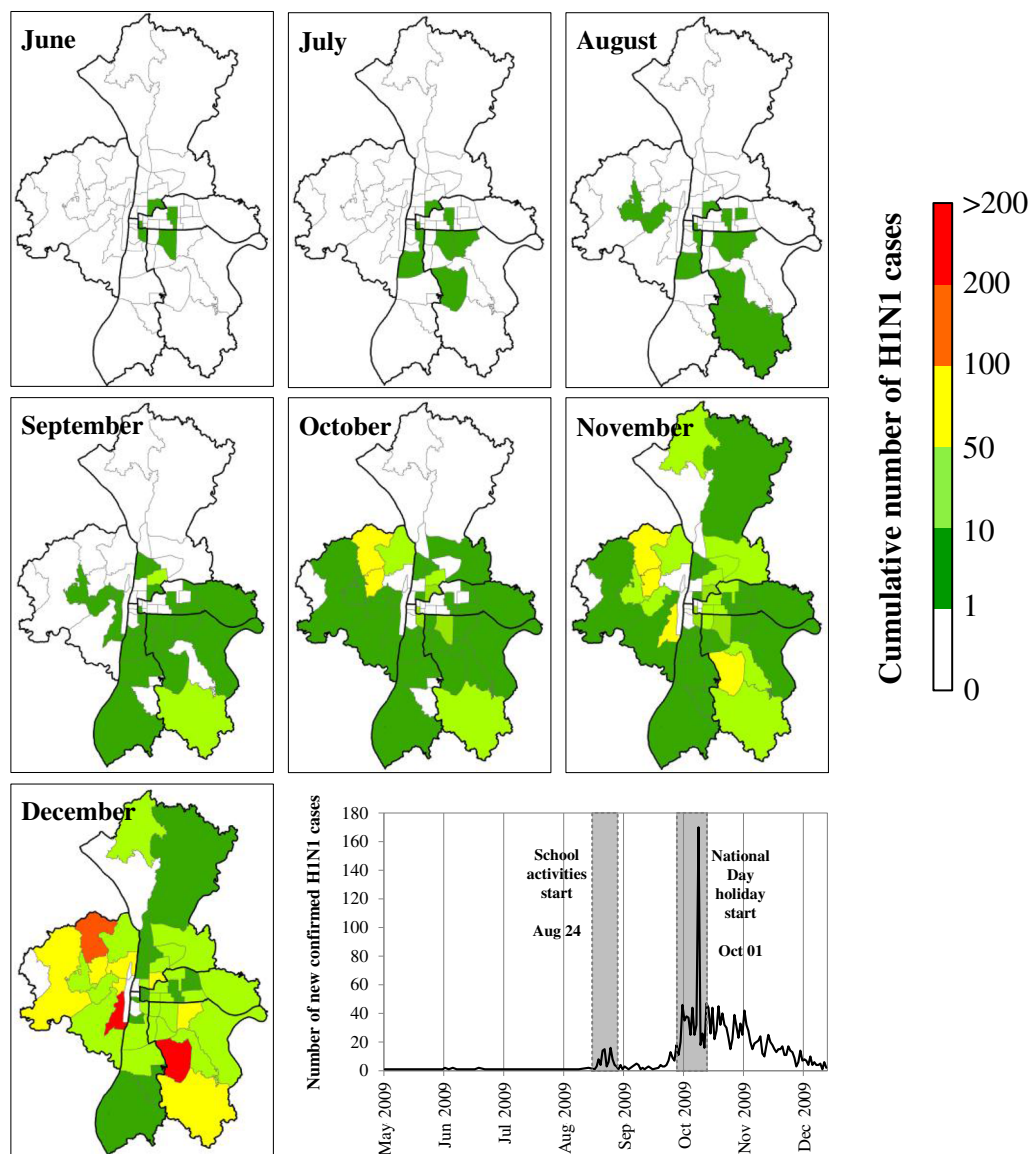 June
July
August
September
October
November
December
Cumulative number of H1N1 cases
>200
200
100
50
10
1
0
Number of new confirmed H1N1 cases
180
160
140
120
100
80
60
40
20
0
School
activities
start
Aug 24
National
Day
holiday
start
Oct 01
May 2009
Jun 2009
Jul 2009
Aug 2009
Sep 2009
Oct 2009
Nov 2009
Dec 2009